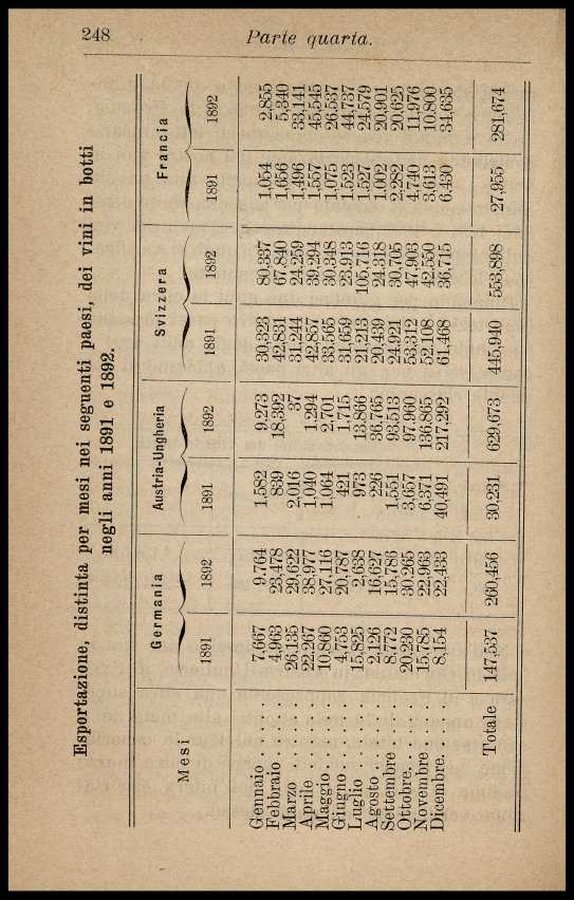 248
Parte quarta.
Esportazione, distinta per mesi nei seguenti paesi, dei vini in botti
negli anni 1891 e 1892.
Mesi Germania Austria-Ungheria Svizzera Francia
1891 1892 1891 1892 1891 1892 1891 1892
Gennaio . . . . 7,667 9.764 1.582 9.273 30,323 80.337 1.054 2,855
Febbraio . . . . . 4,963 23.478 839 18.392 42,831 67.840 1,656 5,340
Marzo . . . . . . 26,135 29,622 2,016 37 31,244 24.259 1,496 33,141
Aprile . . . . . . 22,267 38.977 1,040 1.294 42,857 39.294 1.557 45,545
Maggio . . . . . . 10.860 27,116 1,064 2,701 33.565 30.348 1,075 26,537
Giugno . . . . . . 4,753 20,787 421 1.715 31,659 23,913 1,523 44,737
Luglio . . . . . . 15,825 2,638 973 13.866 21,213 105,716 1,527 24,579
Agosto . . . . . . 2,126 16,627 226 36,765 20,439 24.318 1.002 20,901
Settembre . . . . 8,772 15,786 1.551 93,513 24.921 30.705 2,282 20,625
Ottobre. . . . . 20.230 30.265 3,657 97.960 53,312 47,903 4.740 11,976
Novembre . . . . 15,785 22,963 6.371 136,865 52,108 42.550 3.613 10.800
Dicembre. . . . . 8,154 22,433 40,491 217,292 61,468 36,715 6.430 34,635
Totale 147,537 260,456 30,231 629,673 445,940 553,898 27,955 281,674